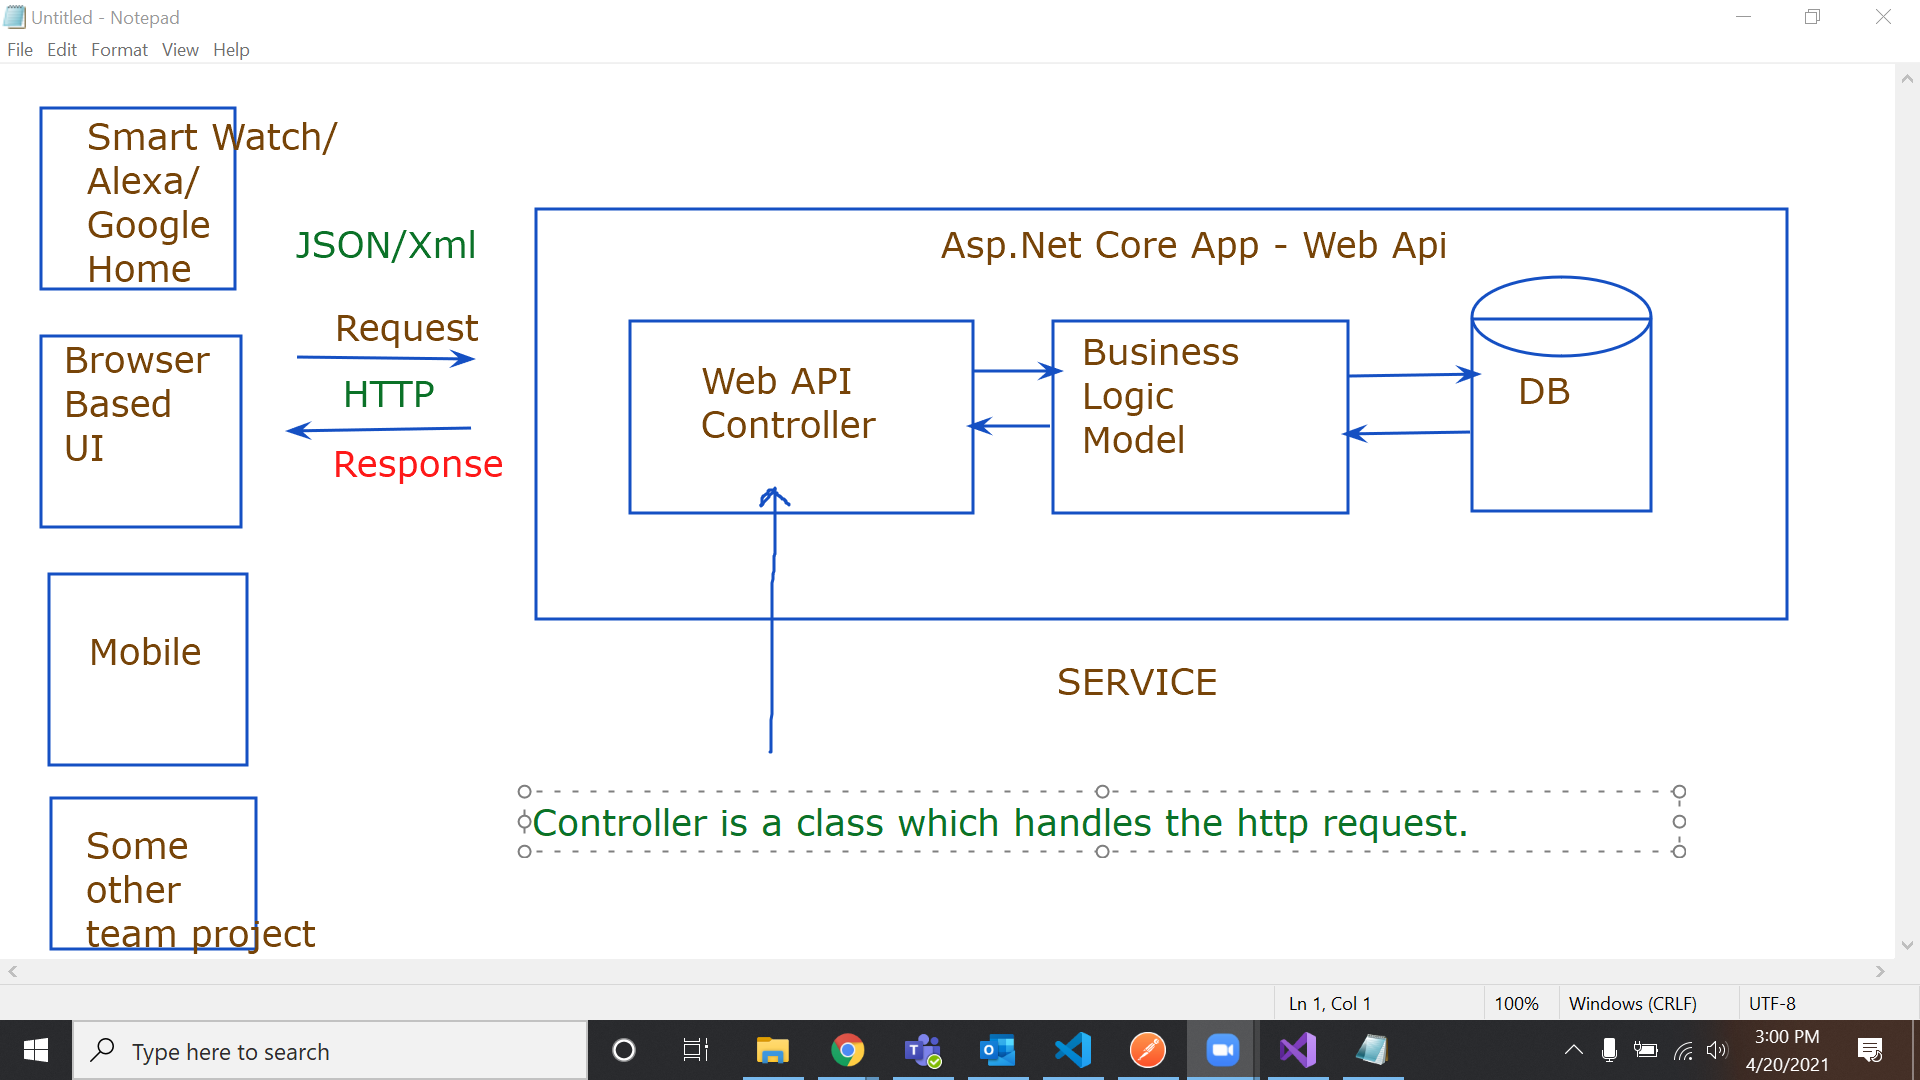 Untitled - Notepad
File Edit Format View Help
Smart Watch/
Alexa/
Google
Home
JSON/Xml
Asp.Net Core App - Web Api
Request
Browser
Based
UI
HTTP
Response
Web API
Controller
Business
Logic
Model
DB
Mobile
SERVICE
Controller is a class which handles the http request.
Some
other
team project
Ln 1, Col 1
100%
Windows (CRLF)
UTF-8
Type here to search
3:00 PM
4/20/2021